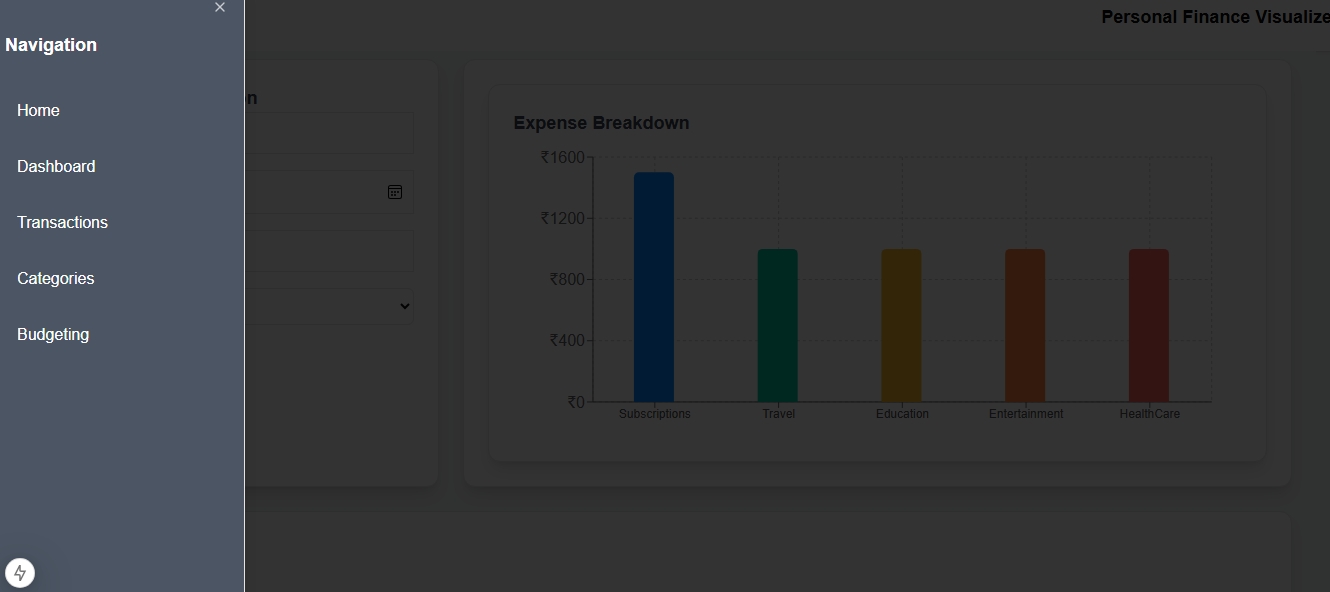 Personal Finance Visualize
Navigation
Home
Dashboard
Transactions
Categories
Budgeting
n
Expense Breakdown
₹1600
₹1200
₹800
₹400
₹0
Subscriptions Travel Education Entertainment HealthCare